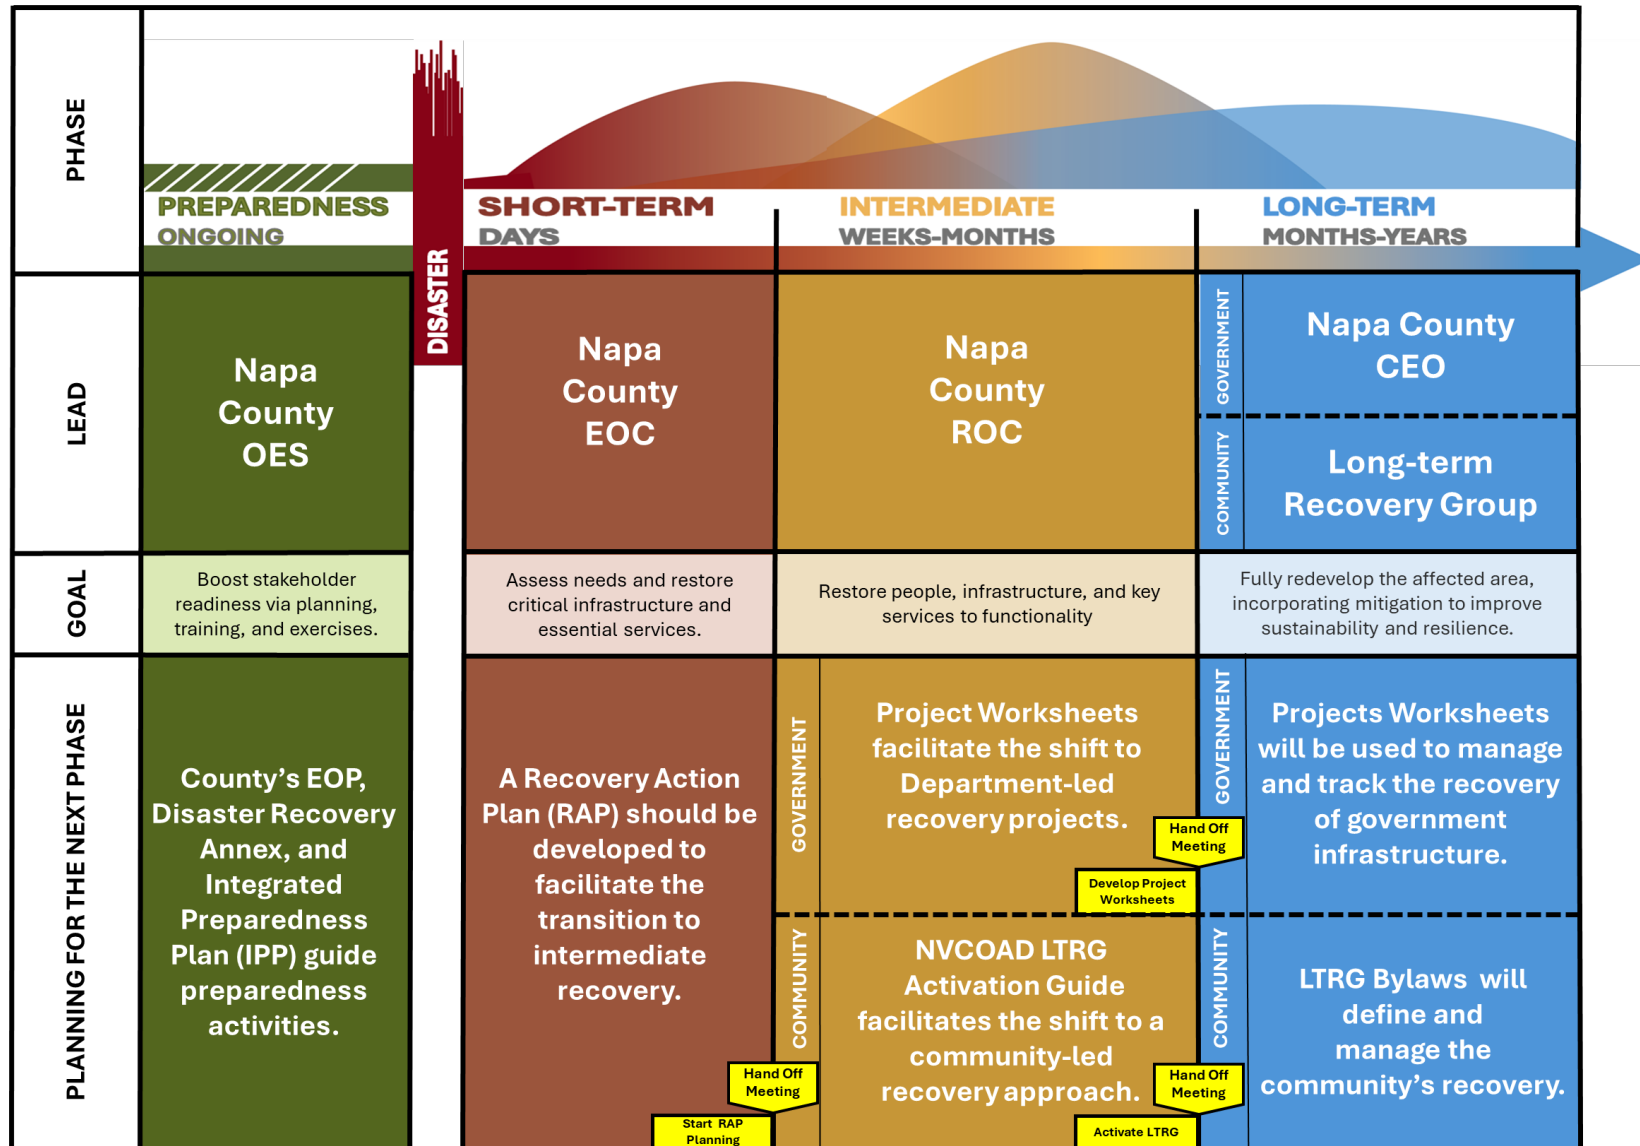 PHASE
PREPAREDNESS
ONGOING
DISASTER
SHORT-TERM
DAYS
INTERMEDIATE
WEEKS-MONTHS
LONG-TERM
MONTHS-YEARS
LEAD
Napa
County
OES
Napa
County
EOC
Napa
County
ROC
GOVERNMENT
Napa County
CEO
COMMUNITY
Long-term
Recovery Group
GOAL
Boost stakeholder
readiness via planning,
training, and exercises.
Assess needs and restore
critical infrastructure and
essential services.
Restore people, infrastructure, and key
services to functionality
Fully redevelop the affected area,
incorporating mitigation to improve
sustainability and resilience.
PLANNING FOR THE NEXT PHASE
County’s EOP,
Disaster Recovery
Annex, and
Integrated
Preparedness
Plan (IPP) guide
preparedness
activities.
A Recovery Action
Plan (RAP) should be
developed to
facilitate the
transition to
intermediate
recovery.
Start RAP
Planning
Hand Off
Meeting
GOVERNMENT
Project Worksheets
facilitate the shift to
Department-led
recovery projects.
Develop Project
Worksheets
Hand Off
Meeting
COMMUNITY
NVCOAD LTRG
Activation Guide
facilitates the shift to a
community-led
recovery approach.
Activate LTRG
Hand Off
Meeting
GOVERNMENT
Projects Worksheets
will be used to manage
and track the recovery
of government
infrastructure.
COMMUNITY
LTRG Bylaws will
define and
manage the
community’s recovery.